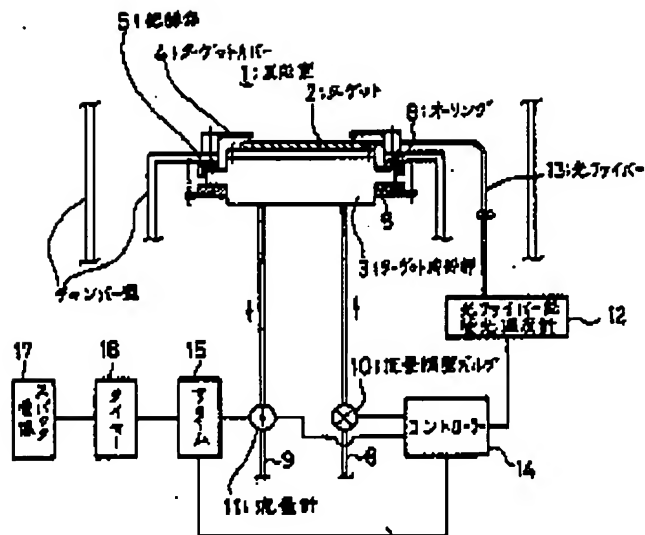 5:絶縁部
4:ターゲットカバー
1:反応室
2:ターゲット
8:オーリング
13:光ファイバー
3:ターゲット冷却部
チャンバー壁
光ファイバー
蛍光温度計
12
17
16
15
スパッタ
電源
タイマー
アラーム
10:流量調整バルブ
コントローラー
14
11:流量計
9
8